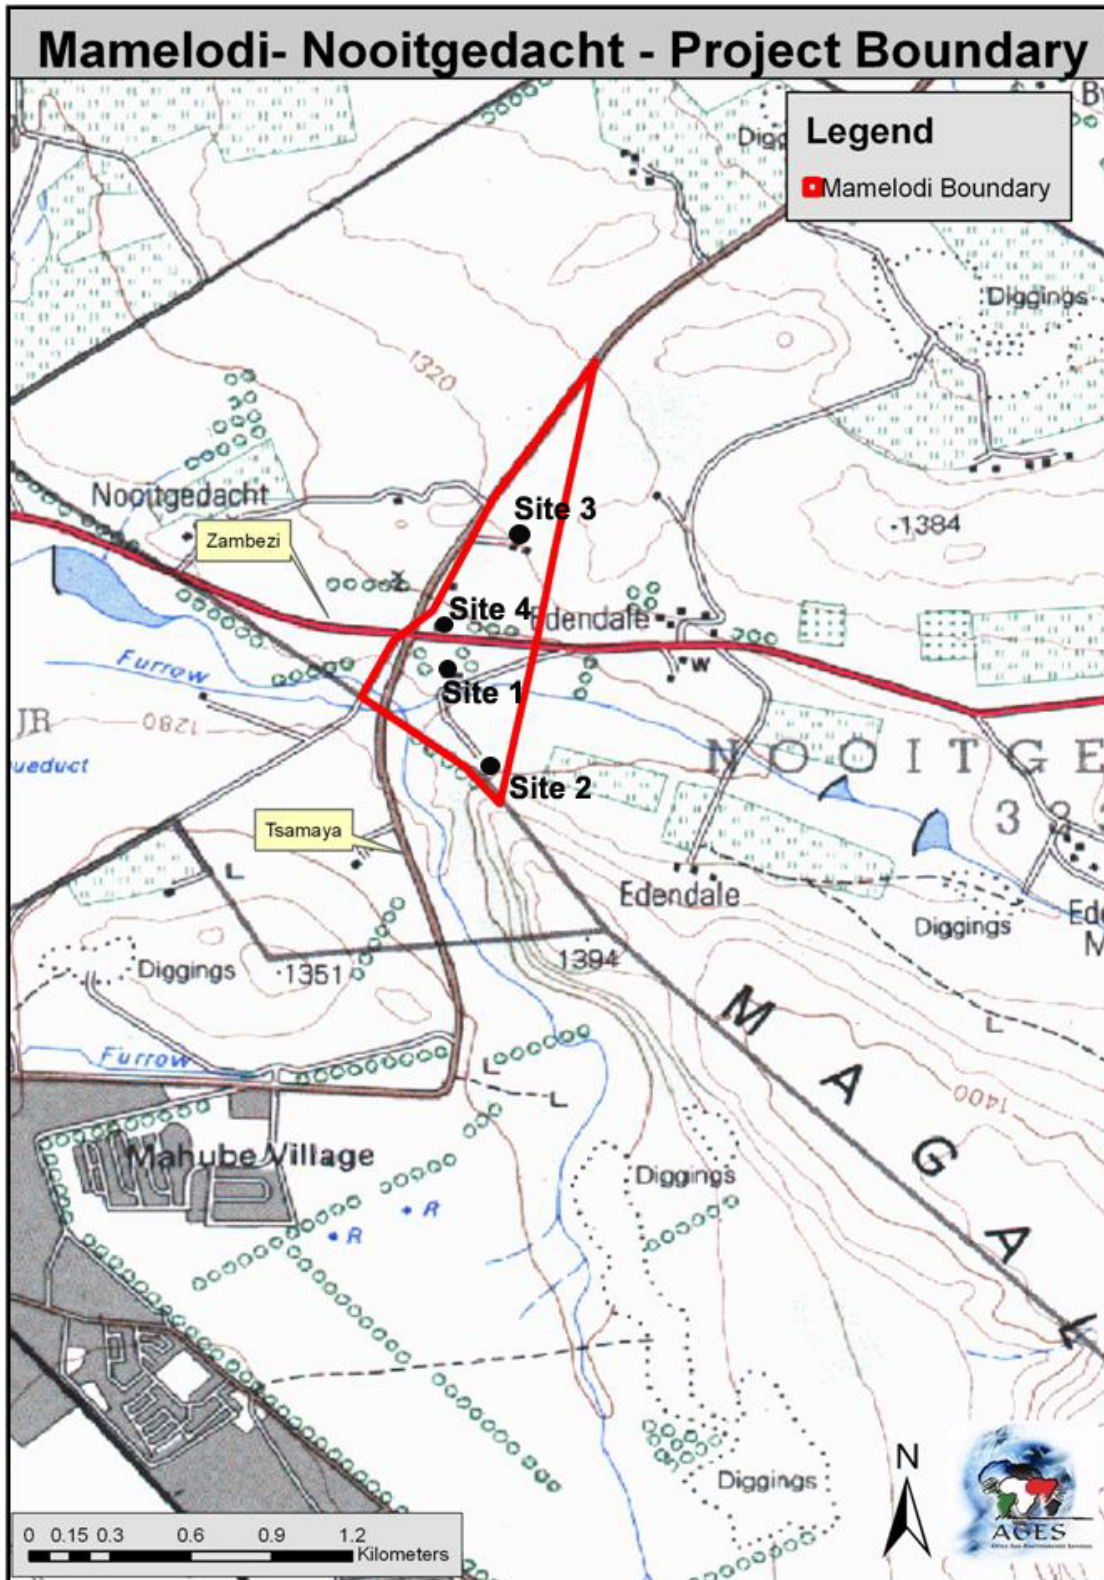 Mamelodi- Nooitgedacht - Project Boundary
Legend
Mamelodi Boundary
Diggings
1320
Nooitgedacht
Zambezi
Site 3
1384
Z
Site 4
Edendale
W
Furrow
Site 1
JR
1280
ueduct
NOOITGE
Site 2
Tsamaya
Edendale
L
Diggings
1394
Diggings
1351
MAGAL
L
Furrow
L
L
1400
Mahube Village
Diggings
R
R
Diggings
N
AGES
0 0.15 0.3 0.6 0.9 1.2
Kilometers